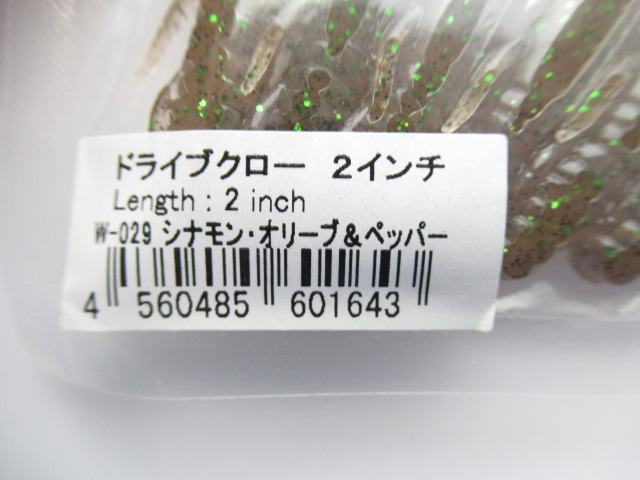 ドライブクロー 2インチ
Length : 2 inch
W-029 シナモン・オリーブ&ペッパー
4 560485 601643